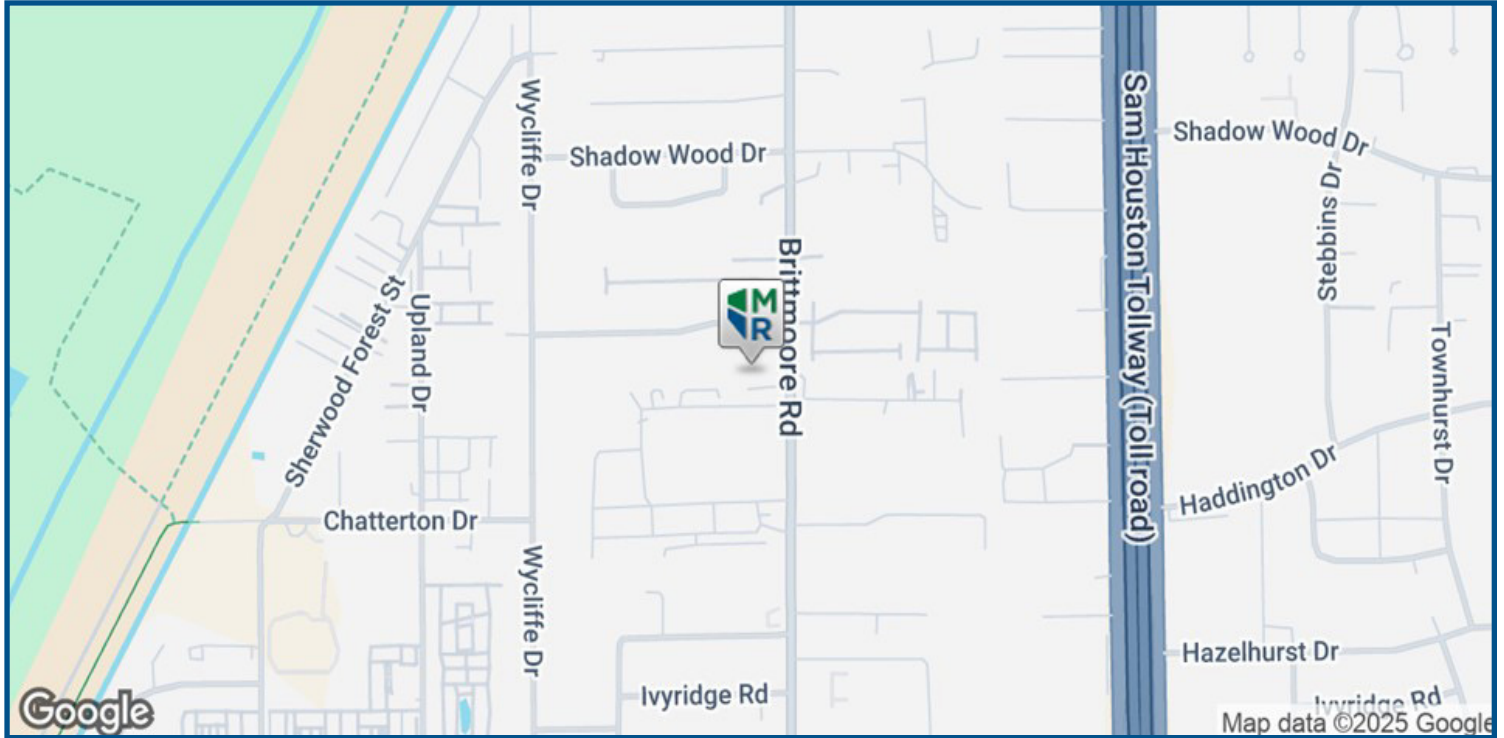 Wycliffe Dr
Shadow Wood Dr
Sam Houston Tollway (Toll road)
Shadow Wood Dr
Stebbins Dr
Brittmoore Rd
M
R
Sherwood Forest St
Upland Dr
Townhurst Dr
Haddington Dr
Chatterton Dr
Wycliffe Dr
Hazelhurst Dr
Ivyridge Rd
Ivyridge Rd
Google
Map data ©2025 Google